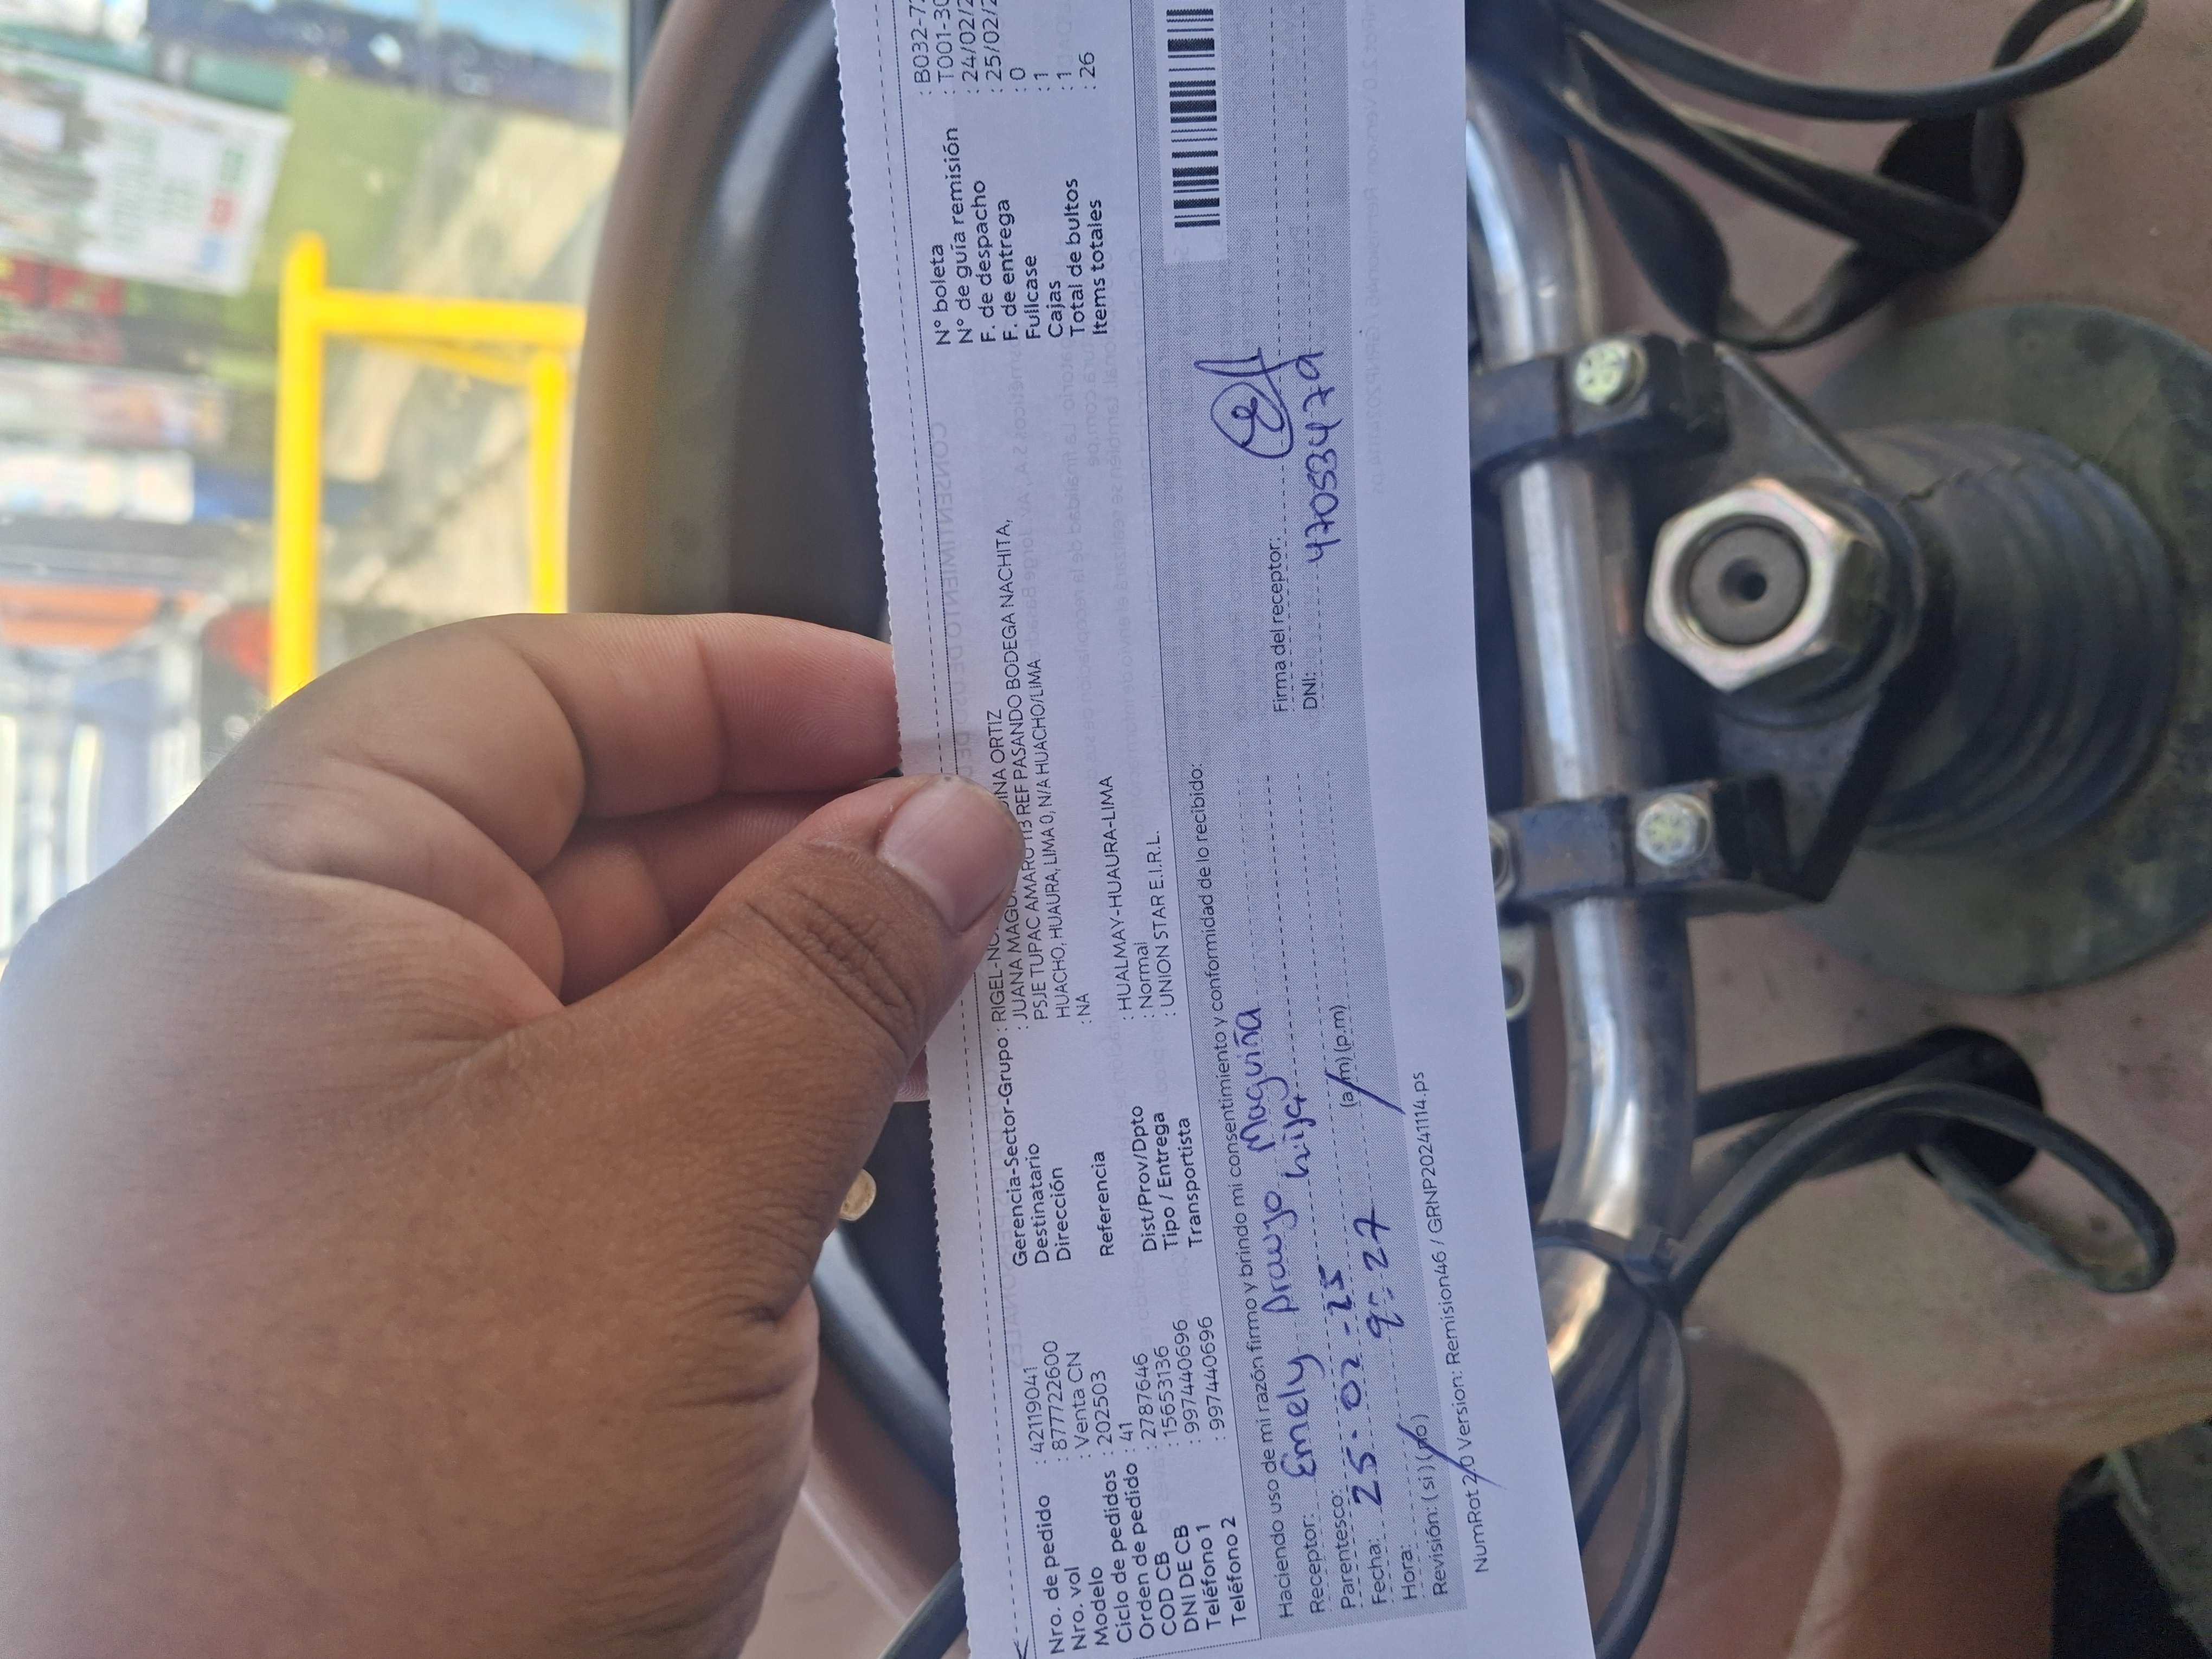 Nro. de pedido : 42119041
Nro. vol : 877722600
Modelo : Venta CN
Ciclo de pedidos : 202503
Orden de pedido : 41
COD CB : 2787646
DNI DE CB : 15653136
Teléfono 1 : 997440696
Teléfono 2 : 997440696
Gerencia-Sector-Grupo : RIGEL- ORTIZ
Destinatario : JUANA
Dirección : PSJE TUPAC AMARU 113 REF PASANDO BODEGA NACHITA,
HUACHO, HUAURA, LIMA 0, N/A HUACHO/LIMA
Referencia : NA
Dist/Prov/Dpto : HUALMAY-HUAURA-LIMA
Tipo / Entrega : Normal
Transportista : UNION STAR E.I.R.L.
N° boleta : B032-7
N° de guía remisión : T001-30
F. de despacho : 24/02/2
F. de entrega : 25/02/2
Fullcase : 0
Cajas : 1
Total de bultos : 1
Items totales : 26
Haciendo uso de mi razón firmo y brindo mi consentimiento y conformidad de lo recibido:
Receptor: Emely Araujo Maguiña
Parentesco: hija
Fecha: 25-02-25
Hora: 9:27 (a.m) (p.m)
Revisión: (si) (no)
Firma del receptor:
DNI: 47053479
NumRot 2.0 Version: Remision46 / GRNP20241114.ps